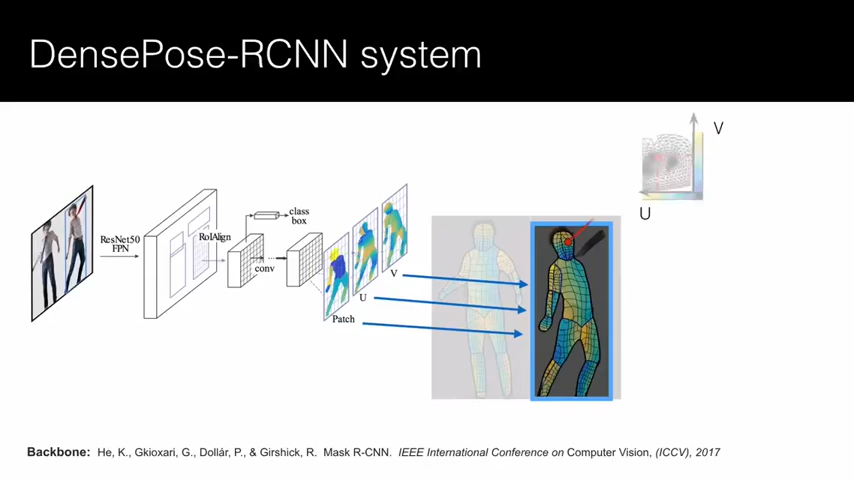 DensePose-RCNN system
V
U
ResNet50
FPN
RoIAlign
class
box
conv
V
U
Patch
Backbone: He, K., Gkioxari, G., Dollár, P., & Girshick, R. Mask R-CNN. IEEE International Conference on Computer Vision, (ICCV), 2017